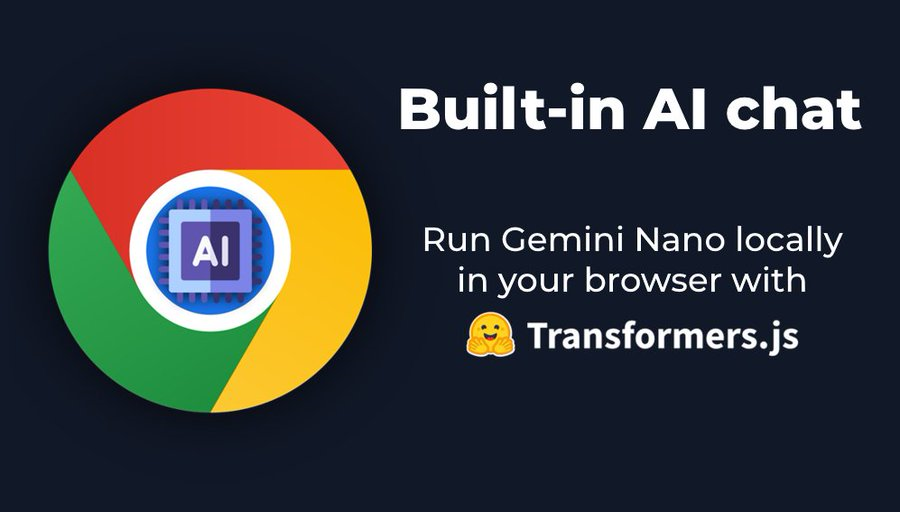 Built-in AI chat
AI
Run Gemini Nano locally
in your browser with
Transformers.js